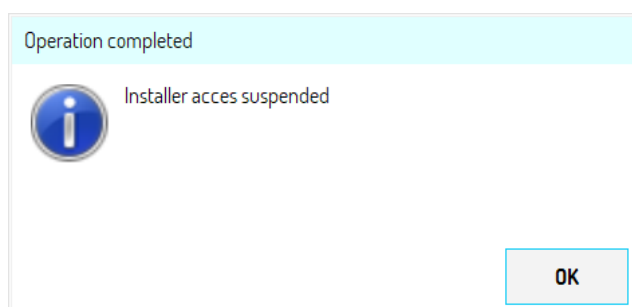 Operation completed
Installer acces suspended
OK